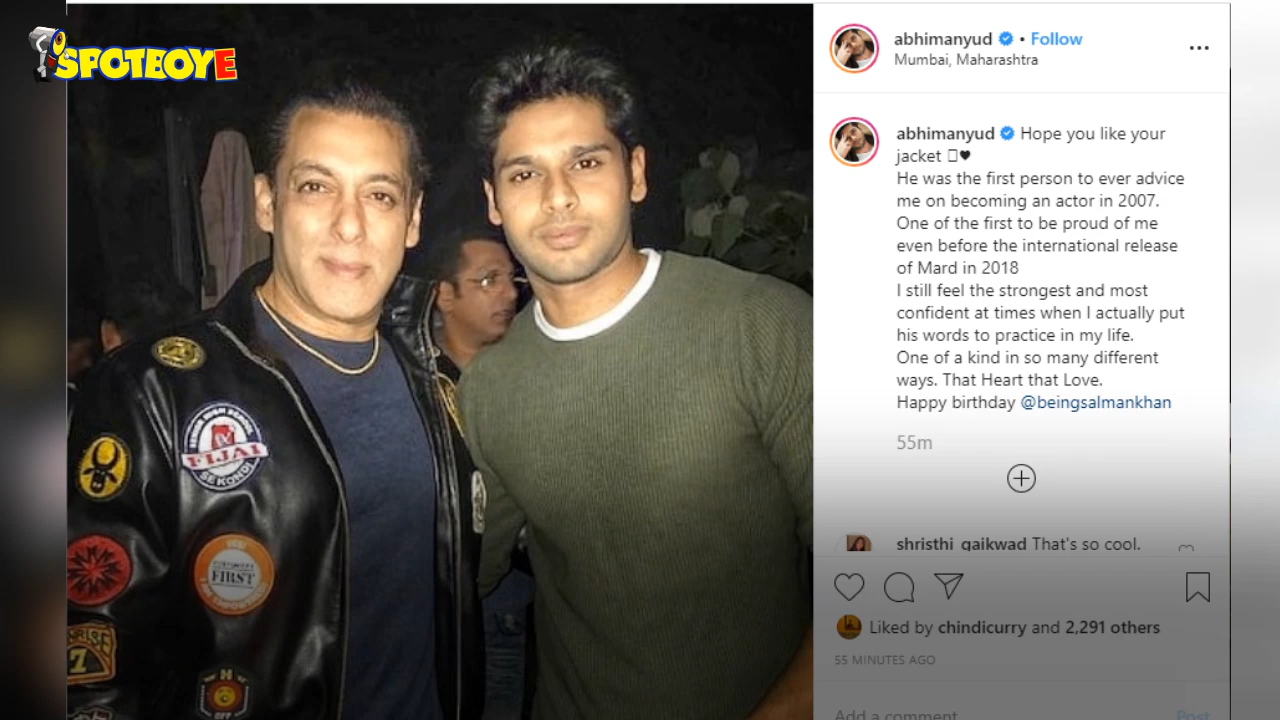 SPOTBOYE
abhimanyud • Follow
Mumbai, Maharashtra
abhimanyud Hope you like your
jacket ▯♥
He was the first person to ever advice
me on becoming an actor in 2007.
One of the first to be proud of me
even before the international release
of Mard in 2018
I still feel the strongest and most
confident at times when I actually put
his words to practice in my life.
One of a kind in so many different
ways. That Heart that Love.
Happy birthday @beingsalmankhan
55m
shristhi_gaikwad That's so cool.
Liked by chindicurry and 2,291 others
55 MINUTES AGO
Add a comment
Post
FIJAI
SEKONDI
FIRST
7